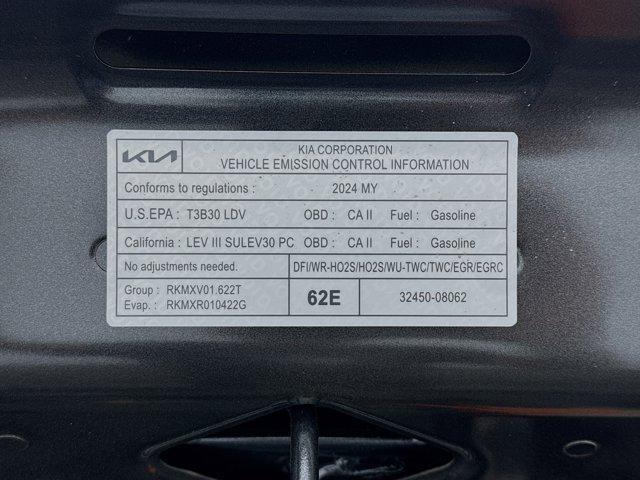 KIA
KIA CORPORATION
VEHICLE EMISSION CONTROL INFORMATION
Conforms to regulations : 2024 MY
U.S.EPA : T3B30 LDV OBD : CA II Fuel : Gasoline
California : LEV III SULEV30 PC OBD : CA II Fuel : Gasoline
No adjustments needed. DFI/WR-HO2S/HO2S/WU-TWC/TWC/EGR/EGRC
Group : RKMXV01.622T
Evap. : RKMXR010422G
62E
32450-08062